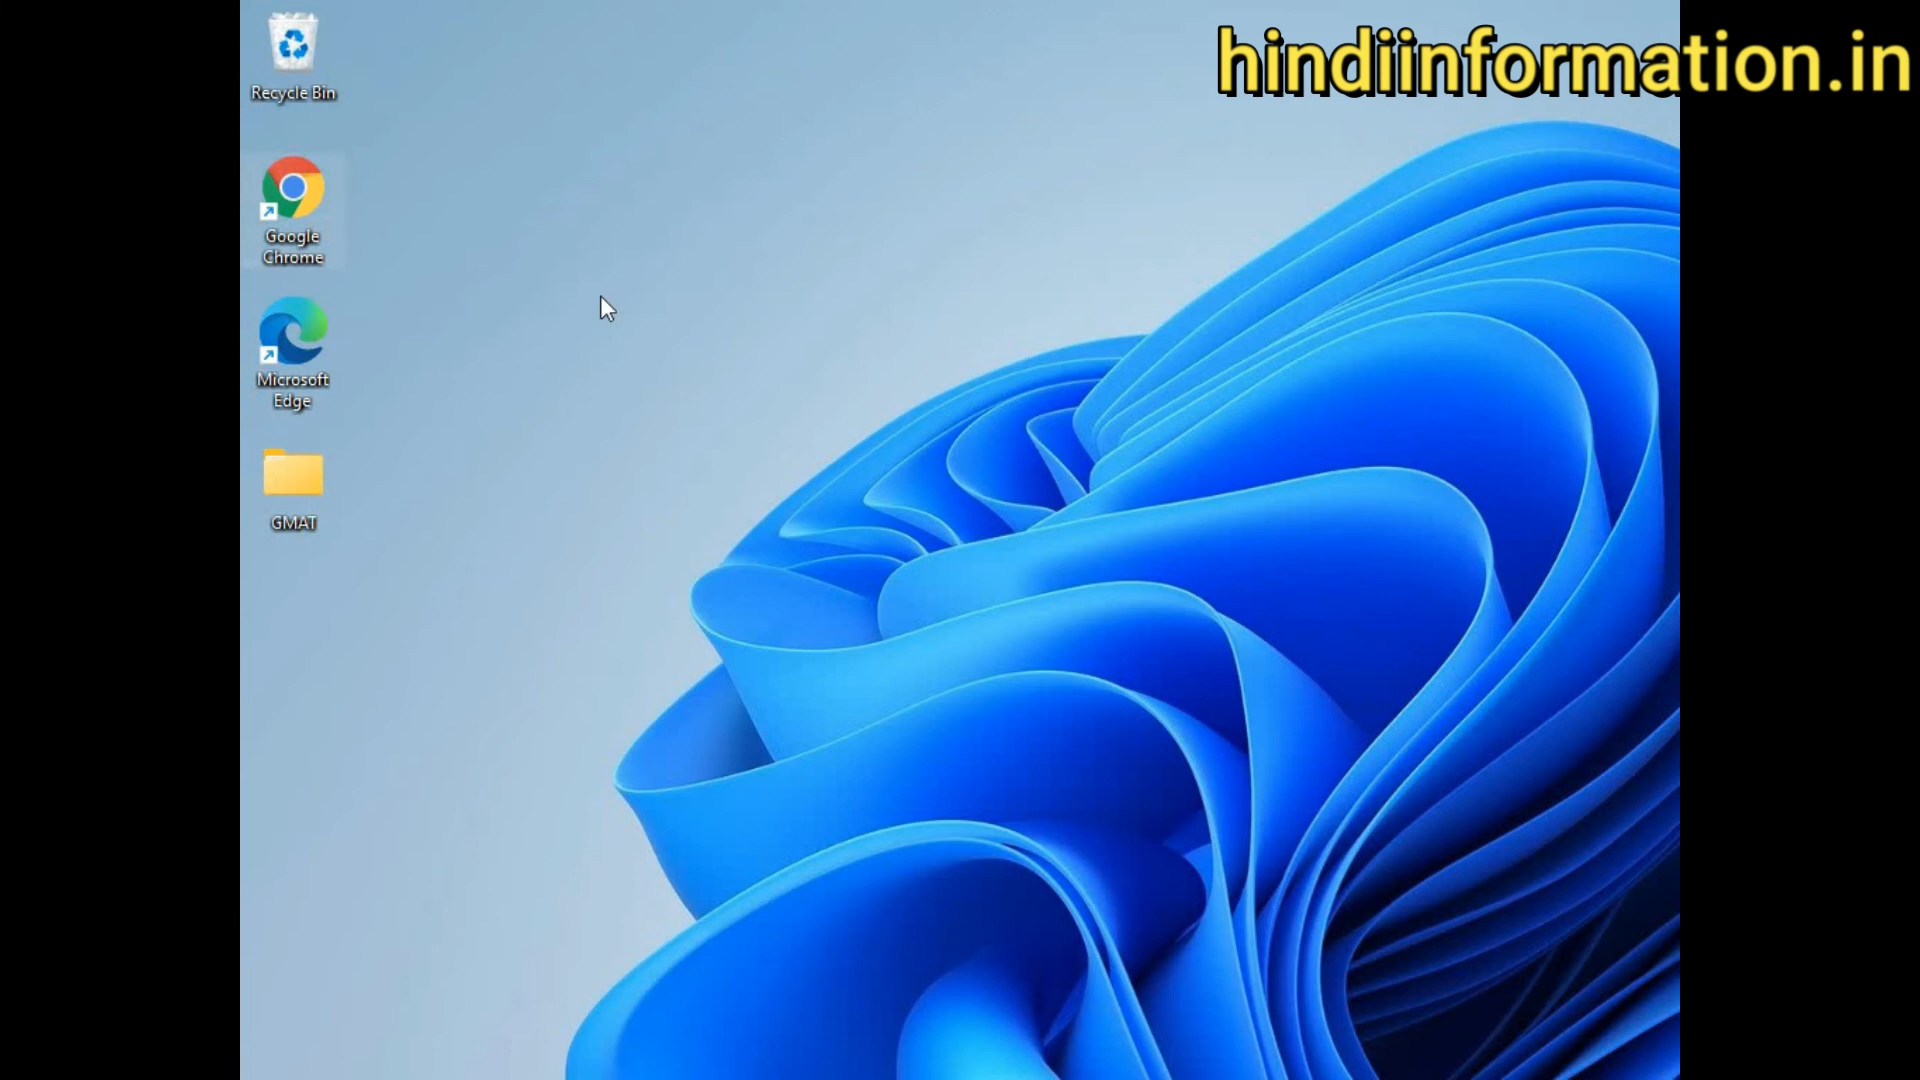 hindiinformation.in
Recycle Bin
Google
Chrome
Microsoft
Edge
GMAT